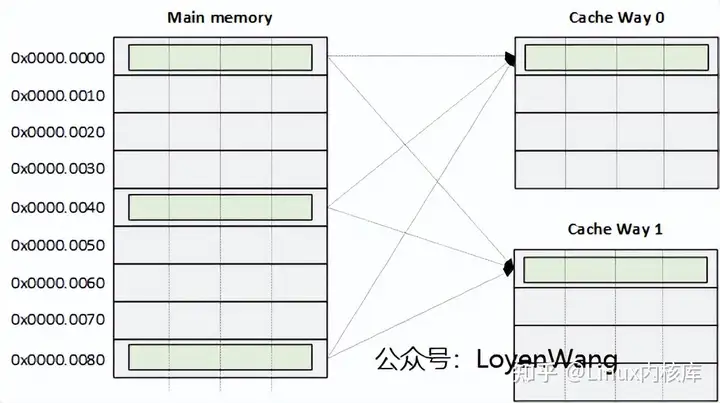 Main memory
Cache Way 0
0x0000.0000
0x0000.0010
0x0000.0020
0x0000.0030
0x0000.0040
0x0000.0050
0x0000.0060
0x0000.0070
0x0000.0080
Cache Way 1
公众号：LoyenWang
知乎 @Linux内核库